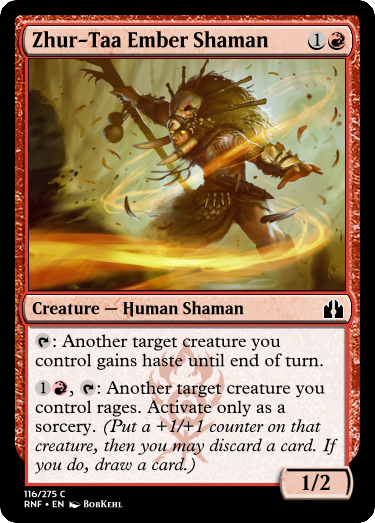 Zhur-Taa Ember Shaman 1
Creature — Human Shaman
: Another target creature you
control gains haste until end of turn.
1 , : Another target creature you
control rages. Activate only as a
sorcery. (Put a +1/+1 counter on that
creature, then you may discard a card. If
you do, draw a card.)
1/2
116/275 C
RNF • EN BobKehl